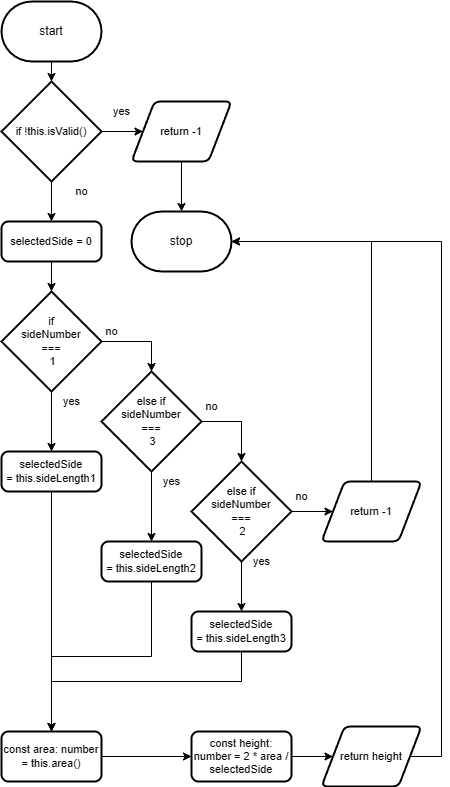 start
yes
if !this.isValid()
return -1
no
selectedSide = 0
stop
if
sideNumber
===
1
no
yes
else if
sideNumber
===
3
no
yes
selectedSide
= this.sideLength1
else if
sideNumber
===
2
no
return -1
yes
selectedSide
= this.sideLength2
selectedSide
= this.sideLength3
const area: number
= this.area()
const height:
number = 2 * area /
selectedSide
return height